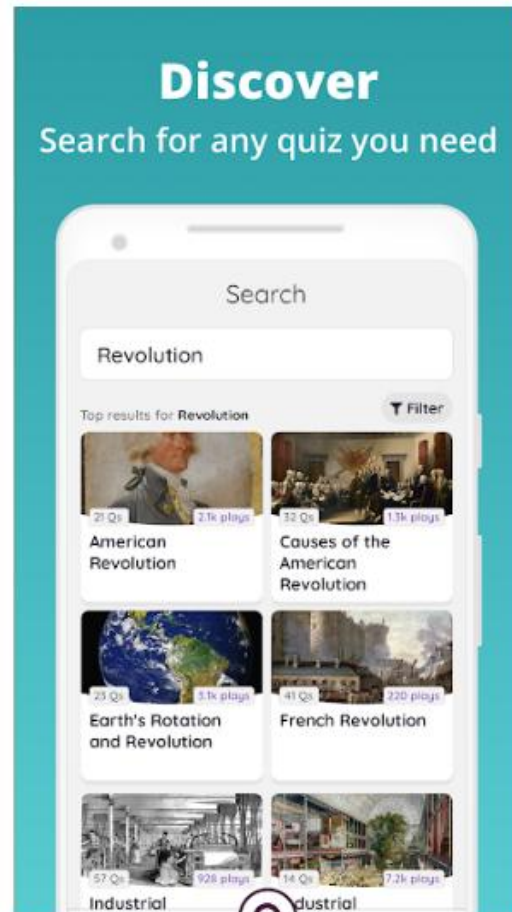 Discover
Search for any quiz you need
Search
Revolution
Top results for Revolution
Filter
21 Qs
2.1k plays
32 Qs
1.3k plays
American
Revolution
Causes of the
American
Revolution
23 Qs
3.1k plays
41 Qs
220 plays
Earth's Rotation
and Revolution
French Revolution
57 Qs
928 plays
14 Qs
7.2k plays
Industrial
dustrial